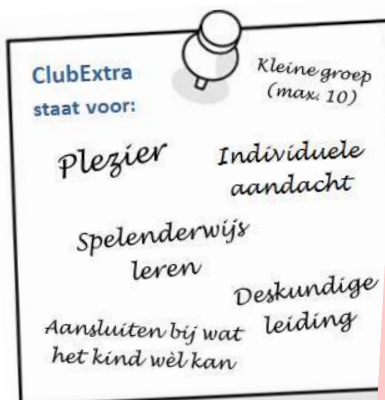 ClubExtra
staat voor:
Kleine groep
(max. 10)
Plezier
Individuele
aandacht
Spelenderwijs
leren
Deskundige
leiding
Aansluiten bij wat
het kind wèl kan